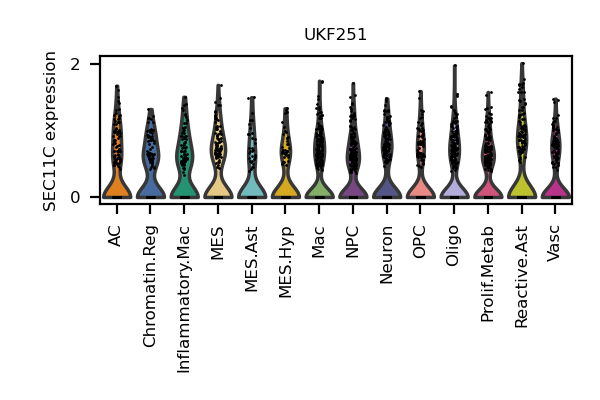 UKF251
SEC11C expression
2
0
AC
Chromatin.Reg
Inflammatory.Mac
MES
MES.Ast
MES.Hyp
Mac
NPC
Neuron
OPC
Oligo
Prolif.Metab
Reactive.Ast
Vasc